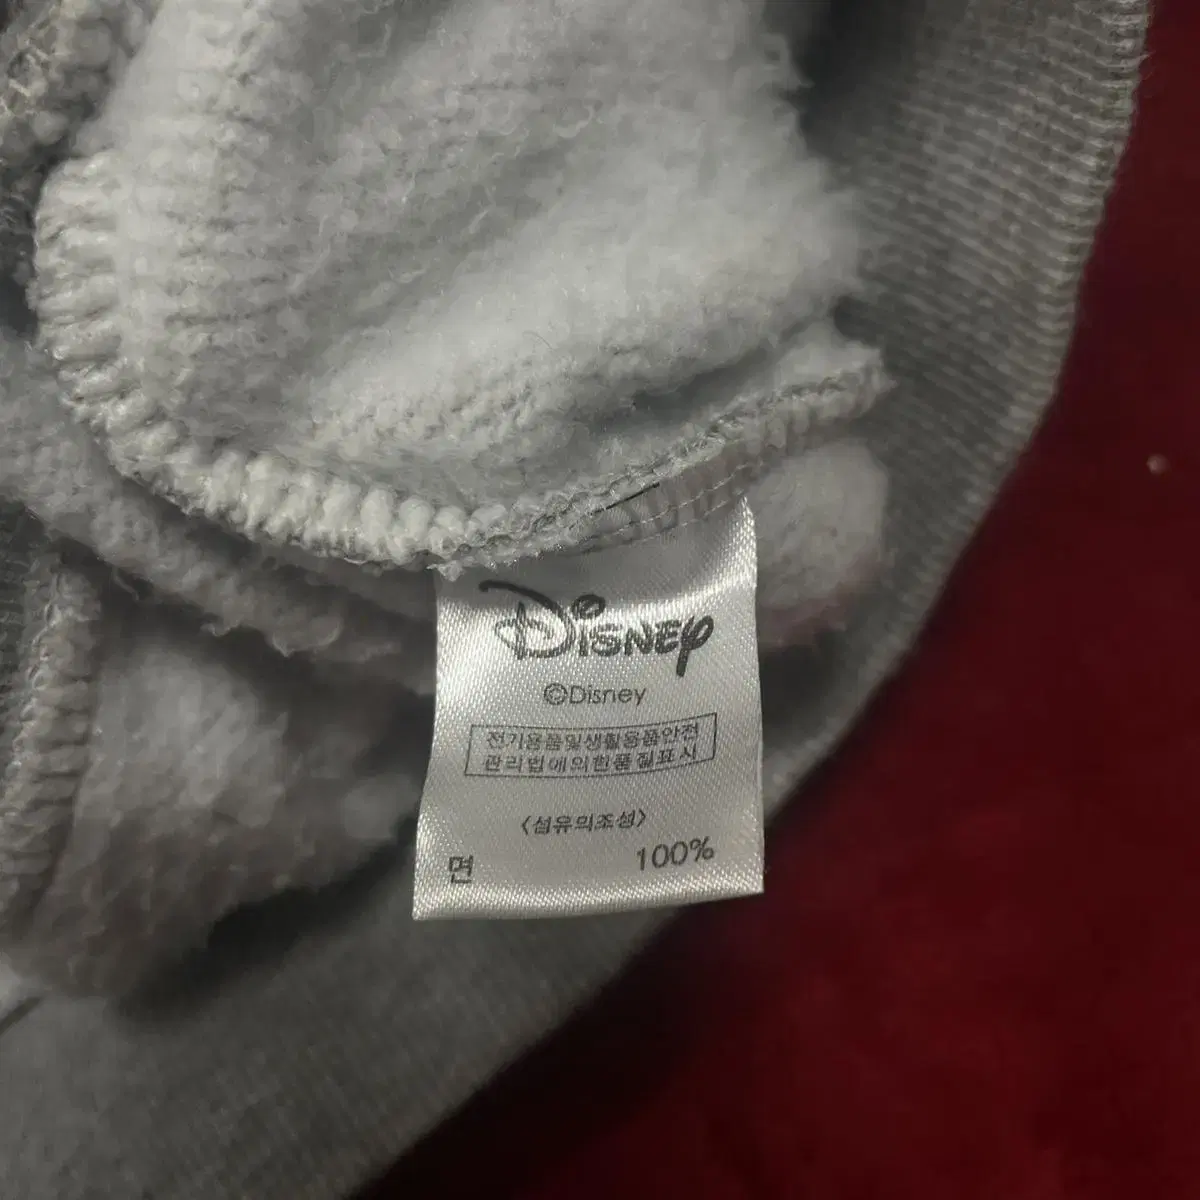 Disney
©Disney
전기용품및생활용품안전
관리법에의한품질표시
<섬유의조성>
면 100%